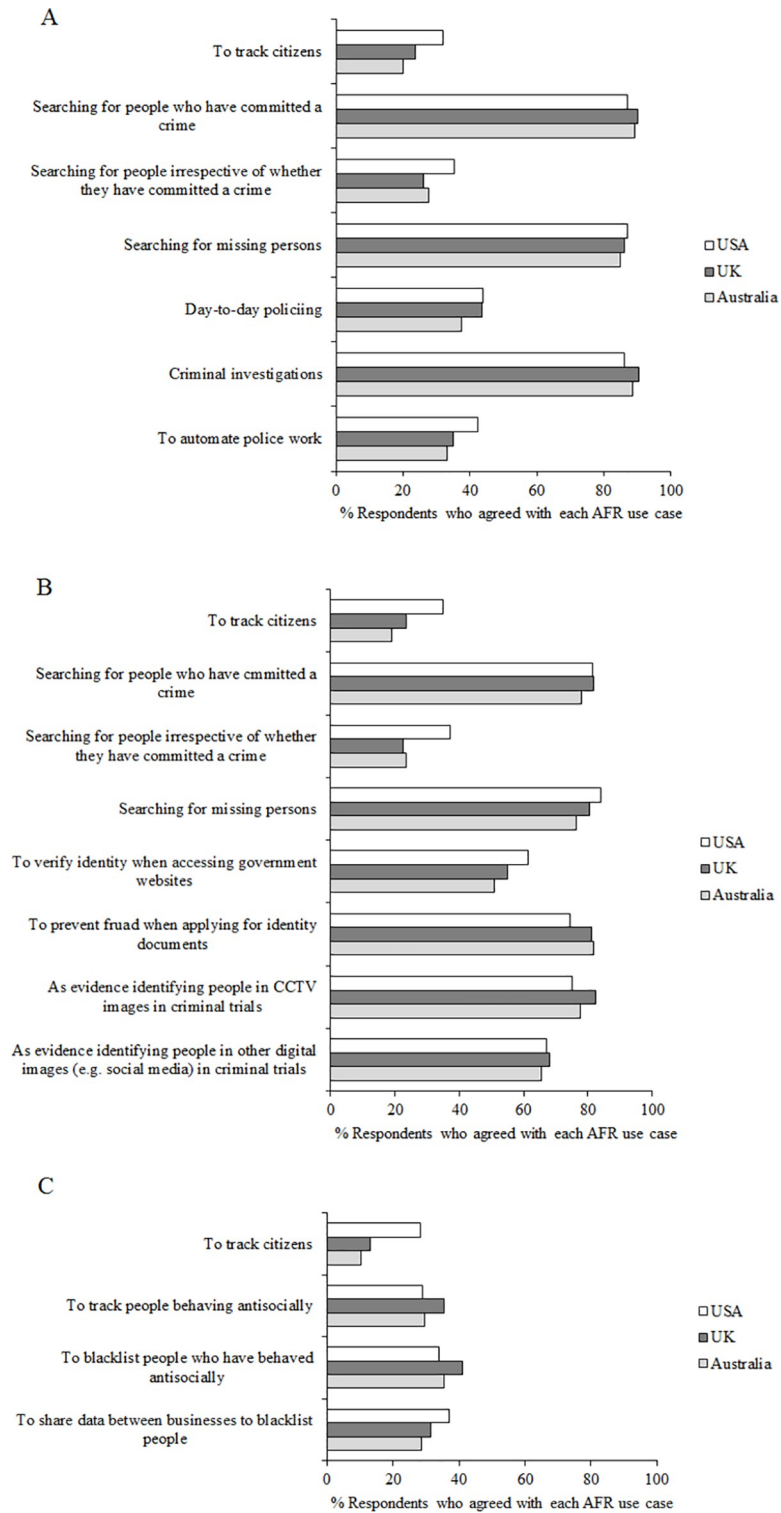 A
To track citizens
Searching for people who have committed a
crime
Searching for people irrespective of whether
they have committed a crime
Searching for missing persons
Day-to-day policiing
Criminal investigations
To automate police work
USA
UK
Australia
0 20 40 60 80 100
% Respondents who agreed with each AFR use case
B
To track citizens
Searching for people who have cmmitted a
crime
Searching for people irrespective of whether
they have committed a crime
Searching for missing persons
To verify identity when accessing government
websites
To prevent fruad when applying for identity
documents
As evidence identifying people in CCTV
images in criminal trials
As evidence identifying people in other digital
images (e.g. social media) in criminal trials
USA
UK
Australia
0 20 40 60 80 100
% Respondents who agreed with each AFR use case
C
To track citizens
To track people behaving antisocially
To blacklist people who have behaved
antisocially
To share data between businesses to blacklist
people
USA
UK
Australia
0 20 40 60 80 100
% Respondents who agreed with each AFR use case